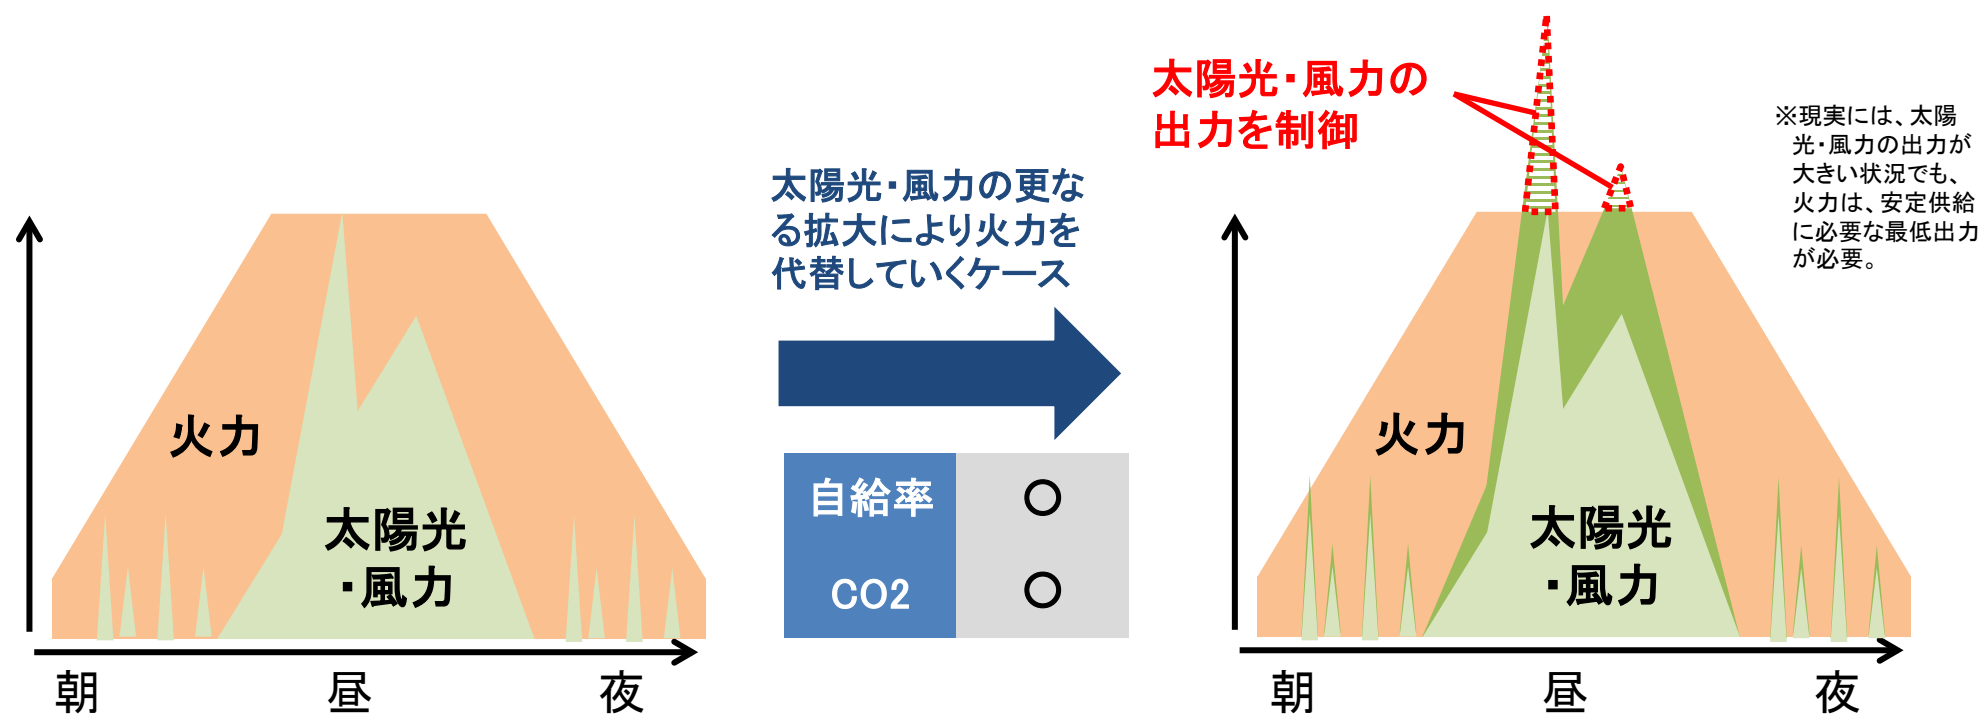 火力
太陽光
・風力
朝
昼
夜
太陽光・風力の更な
る拡大により火力を
代替していくケース
自給率
○
CO2
○
太陽光・風力の
出力を制御
※現実には、太陽
光・風力の出力が
大きい状況でも、
火力は、安定供給
に必要な最低出力
が必要。
火力
太陽光
・風力
朝
昼
夜